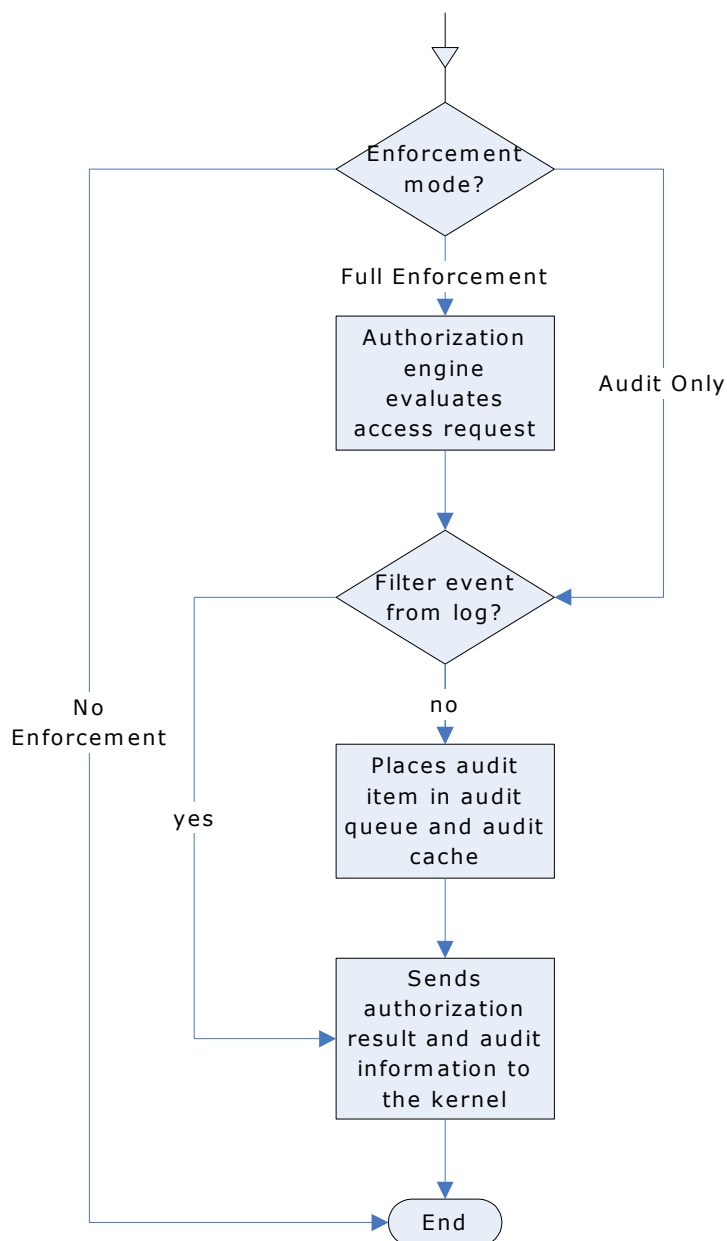 Enforcement
mode?
Full Enforcement
Authorization
engine
evaluates
access request
Audit Only
Filter event
from log?
No
Enforcement
no
Places audit
item in audit
queue and audit
cache
yes
Sends
authorization
result and audit
information to
the kernel
End